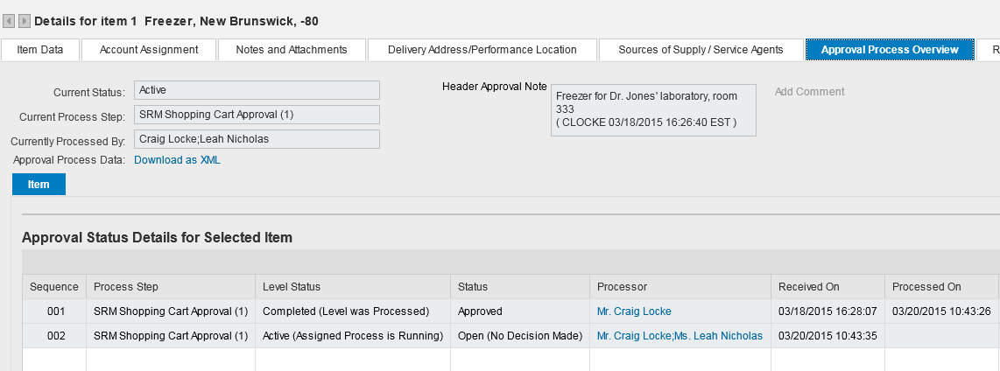 Details for item 1  Freezer, New Brunswick, -80
Item Data
Account Assignment
Notes and Attachments
Delivery Address/Performance Location
Sources of Supply / Service Agents
Approval Process Overview
R
Current Status:
Active
Current Process Step:
SRM Shopping Cart Approval (1)
Currently Processed By:
Craig Locke;Leah Nicholas
Approval Process Data:
Download as XML
Header Approval Note
Freezer for Dr. Jones' laboratory, room
333
( CLOCKE 03/18/2015 16:26:40 EST )
Add Comment
Item
Approval Status Details for Selected Item
Sequence Process Step Level Status Status Processor Received On Processed On
001 SRM Shopping Cart Approval (1) Completed (Level was Processed) Approved Mr. Craig Locke 03/18/2015 16:28:07 03/20/2015 10:43:26
002 SRM Shopping Cart Approval (1) Active (Assigned Process is Running) Open (No Decision Made) Mr. Craig Locke;Ms. Leah Nicholas 03/20/2015 10:43:35